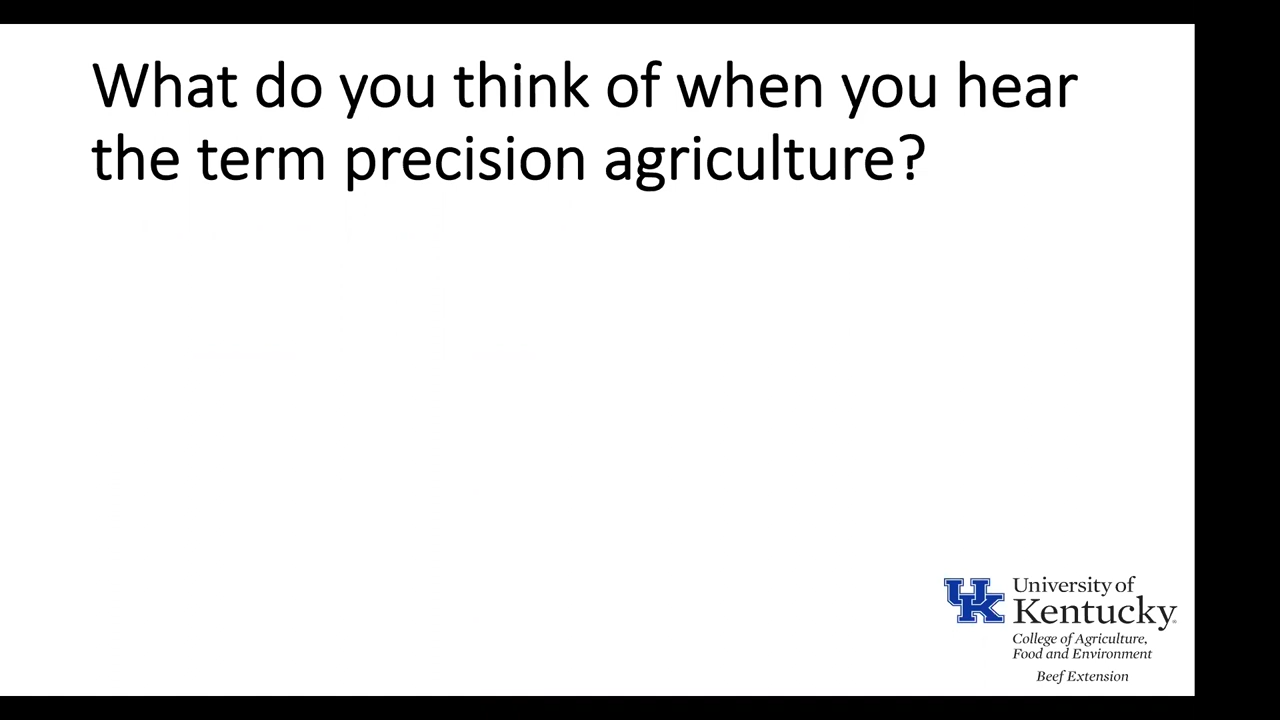 What do you think of when you hear
the term precision agriculture?
UK
University of
Kentucky
College of Agriculture,
Food and Environment
Beef Extension